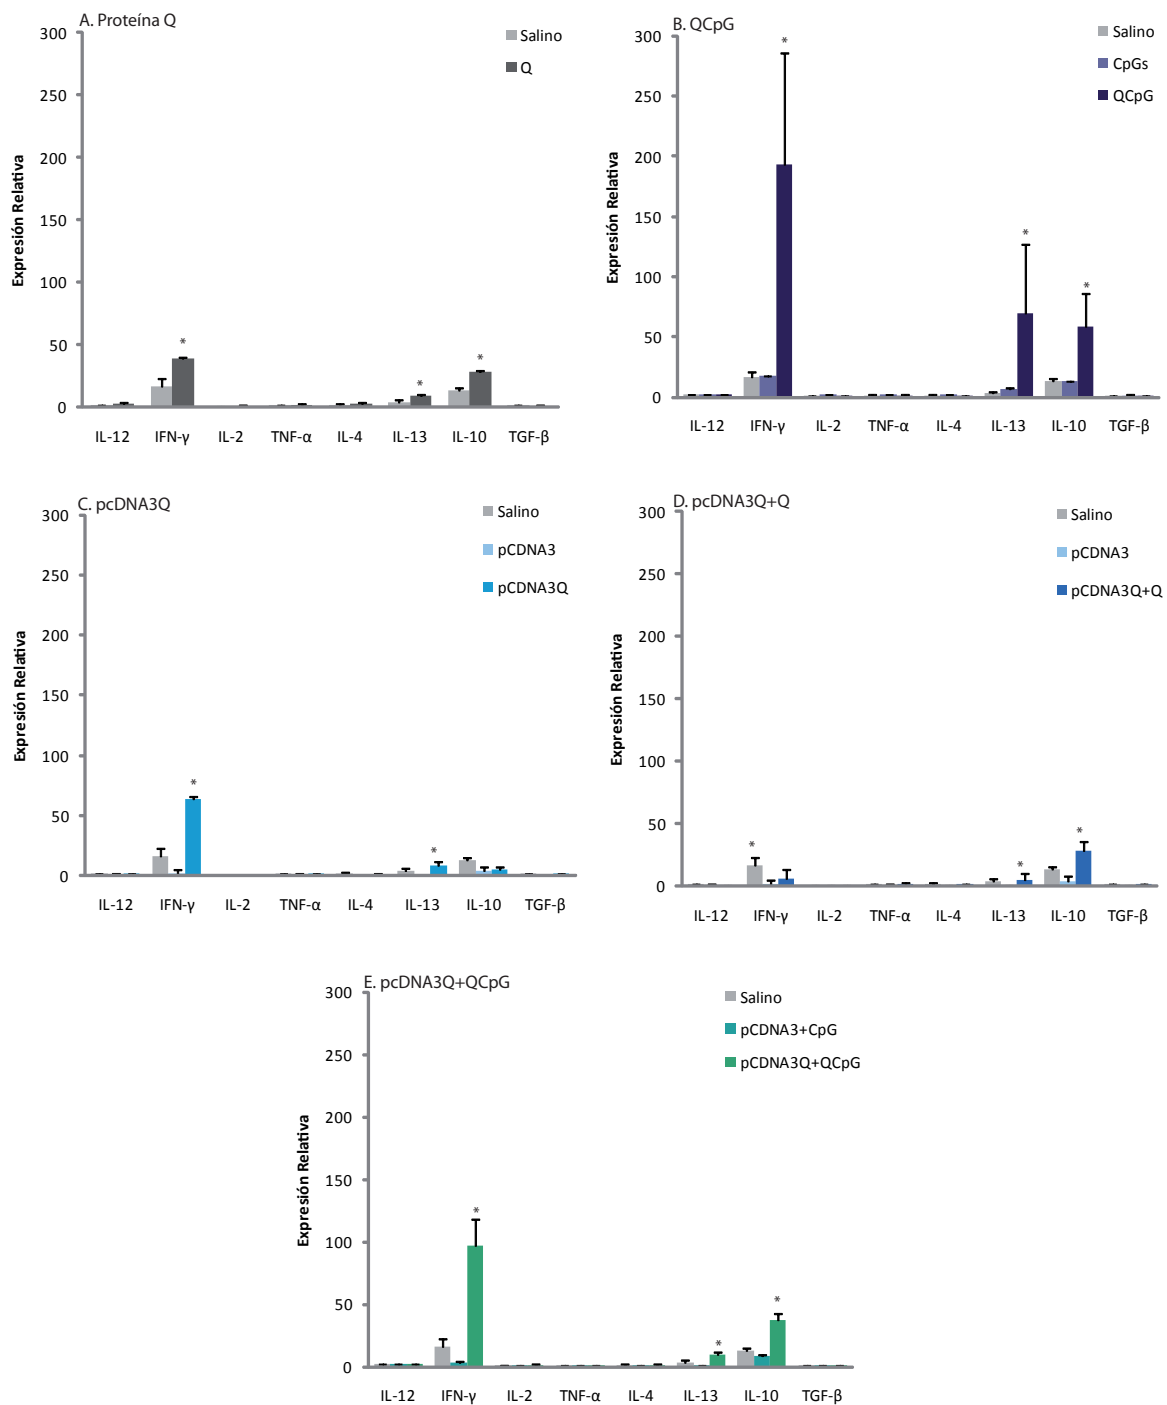 A. Proteína Q
Salino
Q
Expresión Relativa
300
250
200
150
100
50
0
*
*
*
IL-12 IFN-γ IL-2 TNF-α IL-4 IL-13 IL-10 TGF-β
B. QCpG
Salino
CpGs
QCpG
Expresión Relativa
300
250
200
150
100
50
0
*
*
*
IL-12 IFN-γ IL-2 TNF-α IL-4 IL-13 IL-10 TGF-β
C. pcDNA3Q
Salino
pCDNA3
pCDNA3Q
Expresión Relativa
300
250
200
150
100
50
0
*
*
IL-12 IFN-γ IL-2 TNF-α IL-4 IL-13 IL-10 TGF-β
D. pcDNA3Q+Q
Salino
pCDNA3
pCDNA3Q+Q
Expresión Relativa
300
250
200
150
100
50
0
*
*
*
IL-12 IFN-γ IL-2 TNF-α IL-4 IL-13 IL-10 TGF-β
E. pcDNA3Q+QCpG
Salino
pCDNA3+CpG
pCDNA3Q+QCpG
Expresión Relativa
300
250
200
150
100
50
0
*
*
*
IL-12 IFN-γ IL-2 TNF-α IL-4 IL-13 IL-10 TGF-β